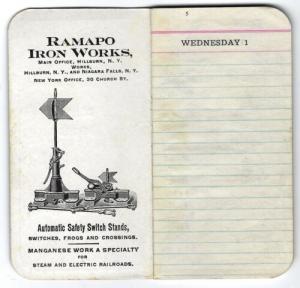 RAMAPO
IRON WORKS,
MAIN OFFICE, HILLBURN, N. Y.
WORKS,
HILLBURN, N. Y., AND NIAGARA FALLS, N. Y.
NEW YORK OFFICE, 30 CHURCH ST.
Automatic Safety Switch Stands,
SWITCHES, FROGS AND CROSSINGS.
MANGANESE WORK A SPECIALTY
FOR
STEAM AND ELECTRIC RAILROADS.
5
WEDNESDAY 1